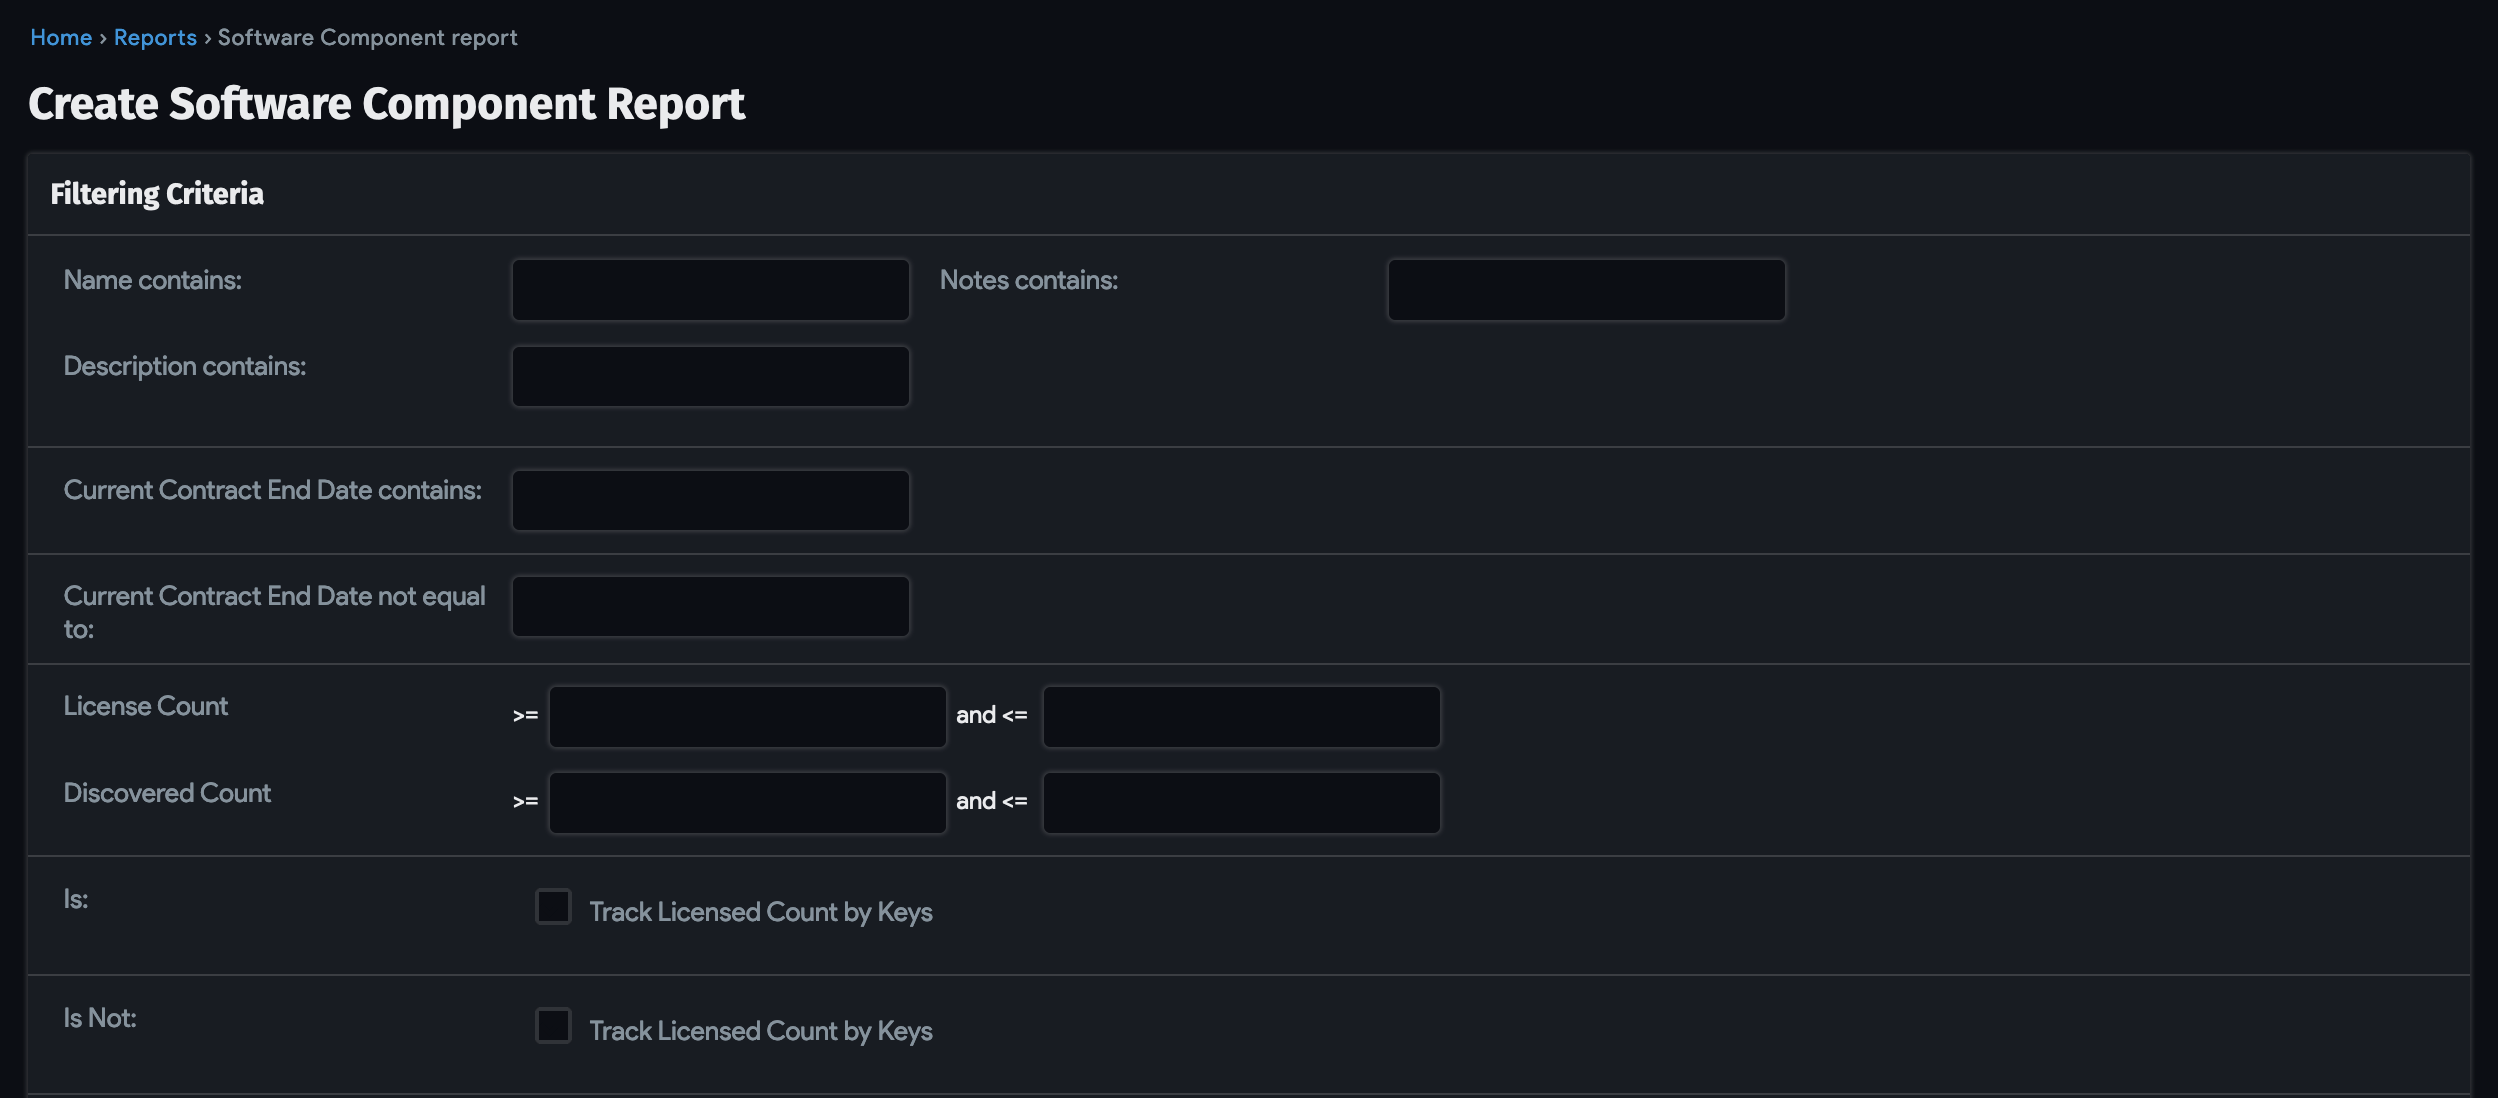 Home › Reports › Software Component report
Create Software Component Report
Filtering Criteria
Name contains:
Notes contains:
Description contains:
Current Contract End Date contains:
Current Contract End Date not equal
to:
License Count >= and <=
Discovered Count >= and <=
Is: Track Licensed Count by Keys
Is Not: Track Licensed Count by Keys